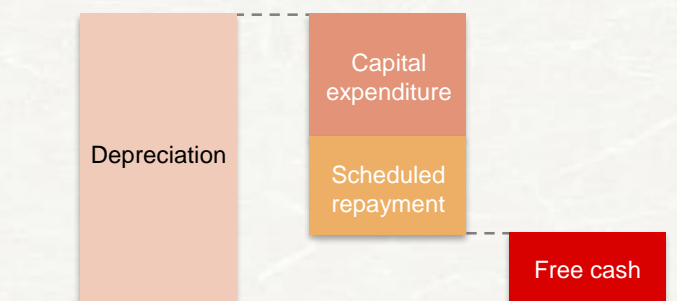 Depreciation
Capital
expenditure
Scheduled
repayment
Free cash